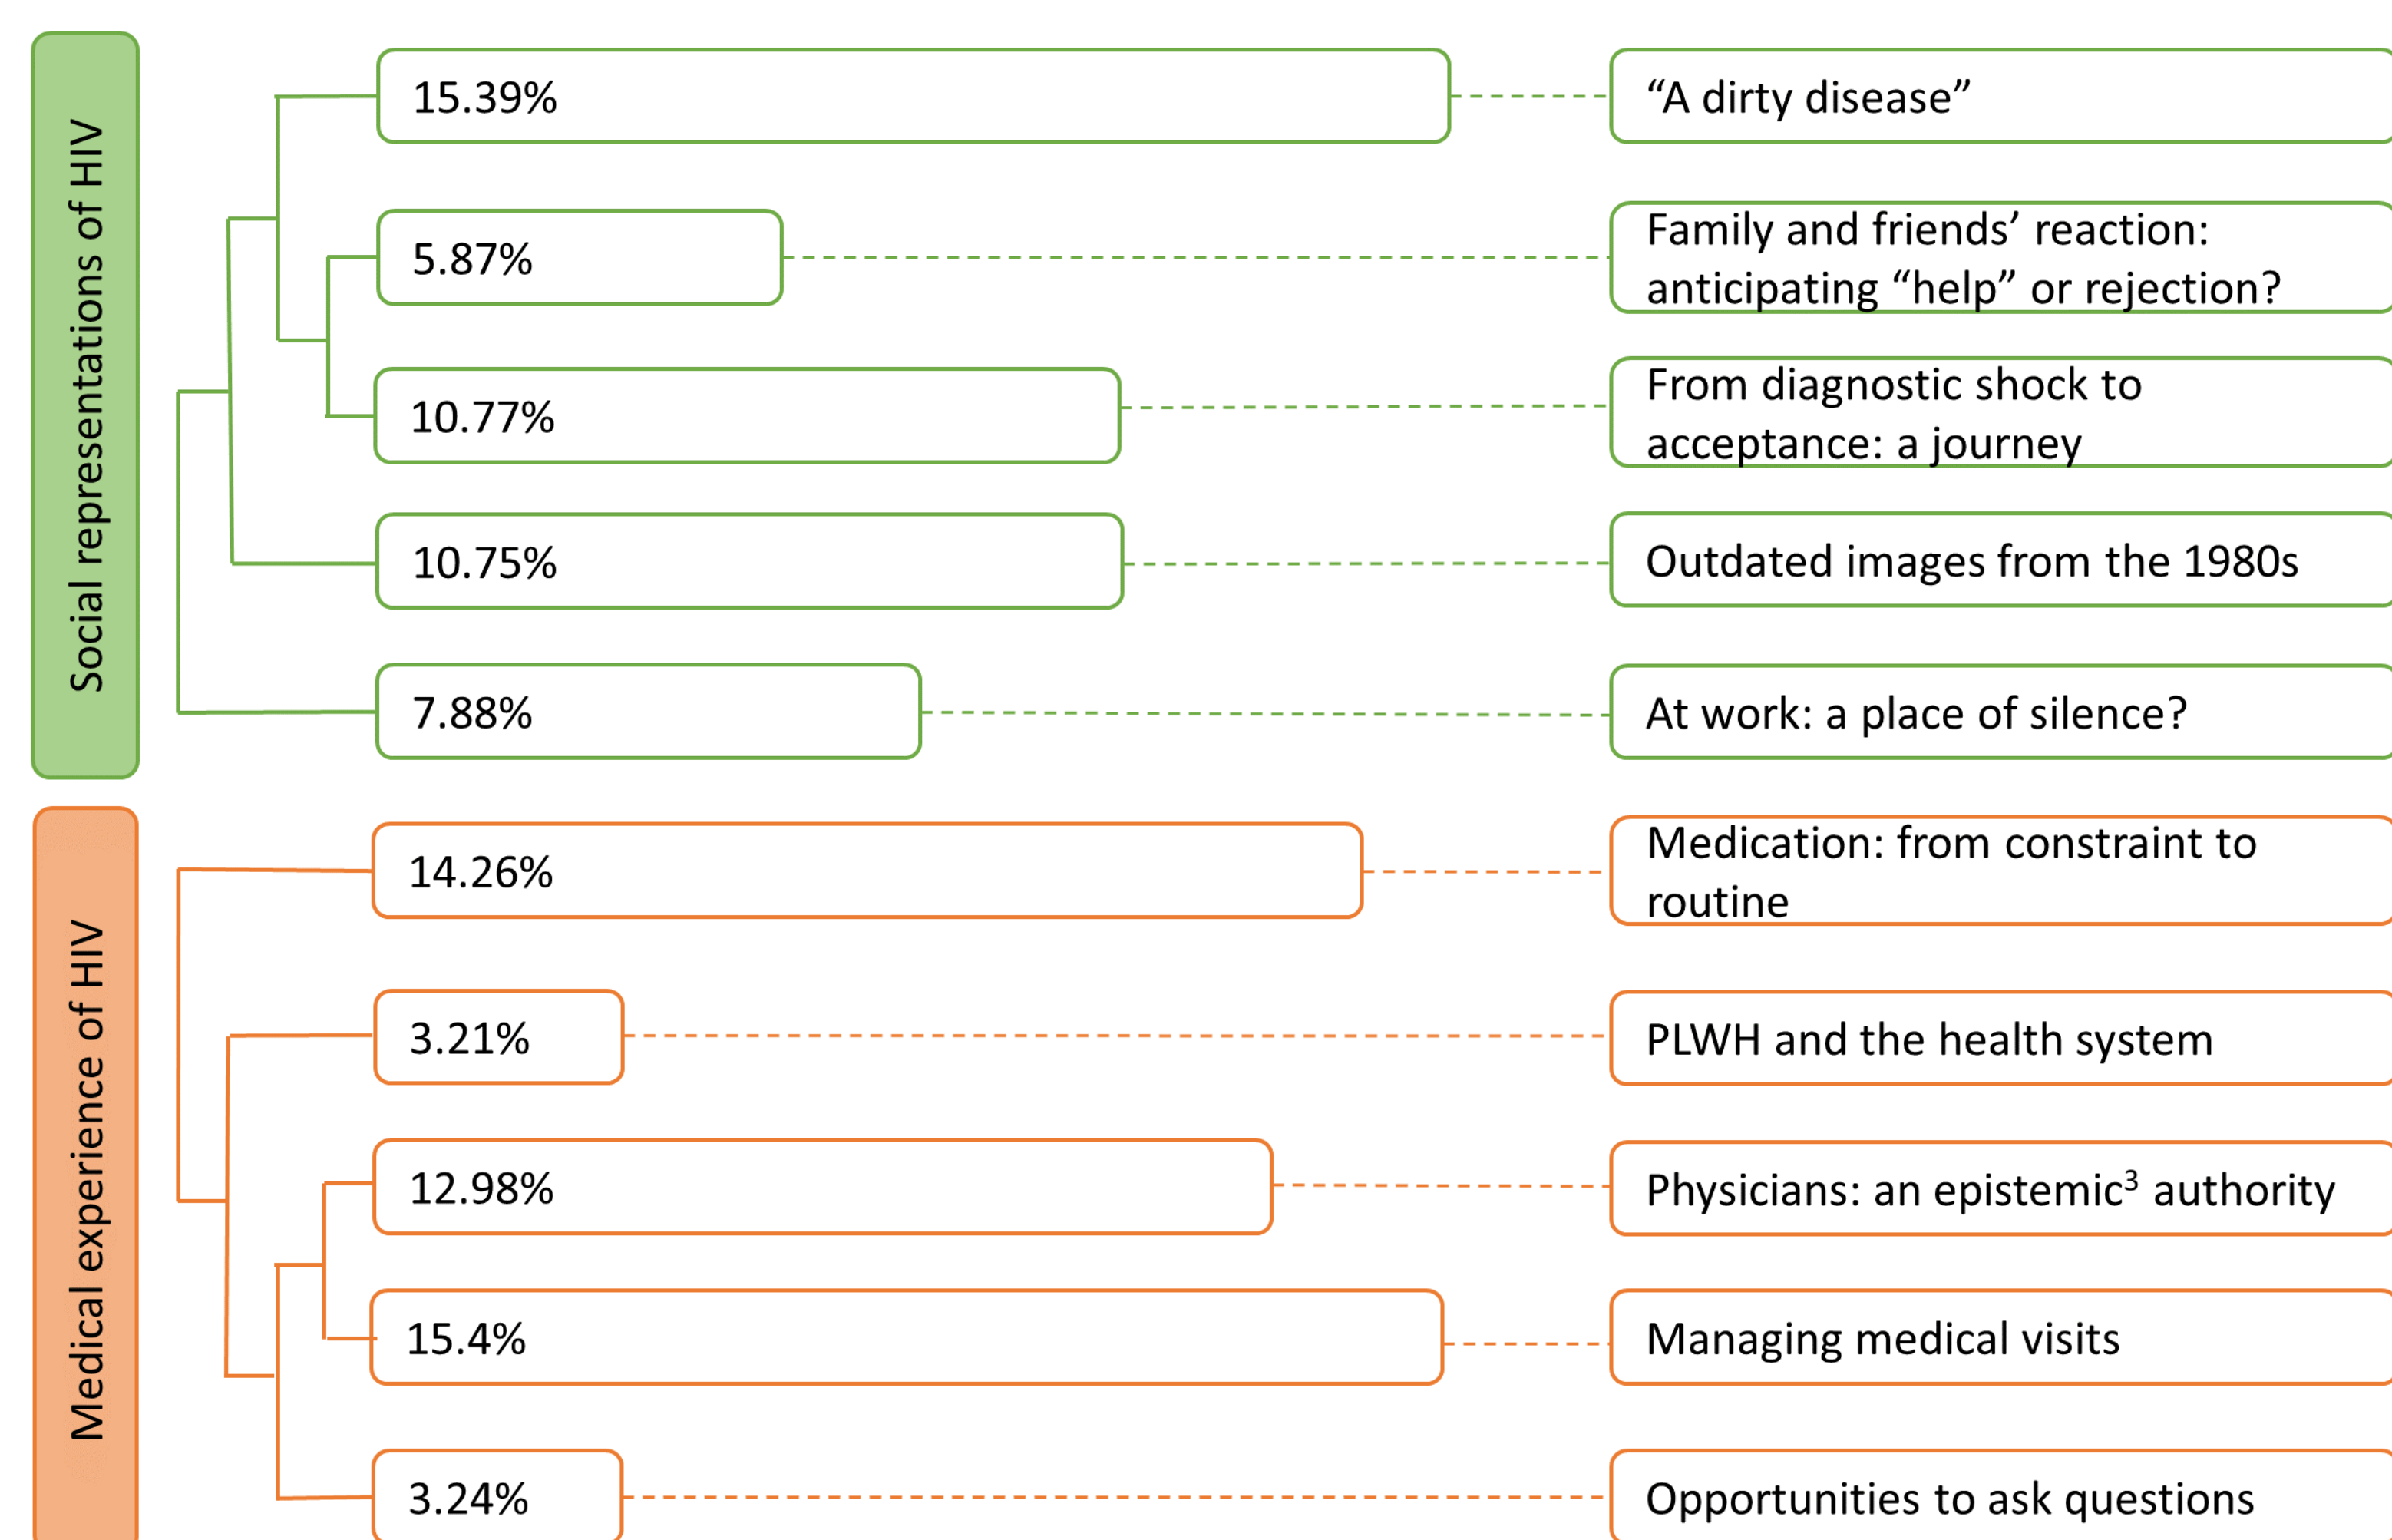 Social representations of HIV
15.39%
“A dirty disease”
5.87%
Family and friends’ reaction:
anticipating “help” or rejection?
10.77%
From diagnostic shock to
acceptance: a journey
10.75%
Outdated images from the 1980s
7.88%
At work: a place of silence?
Medical experience of HIV
14.26%
Medication: from constraint to
routine
3.21%
PLWH and the health system
12.98%
Physicians: an epistemic³ authority
15.4%
Managing medical visits
3.24%
Opportunities to ask questions